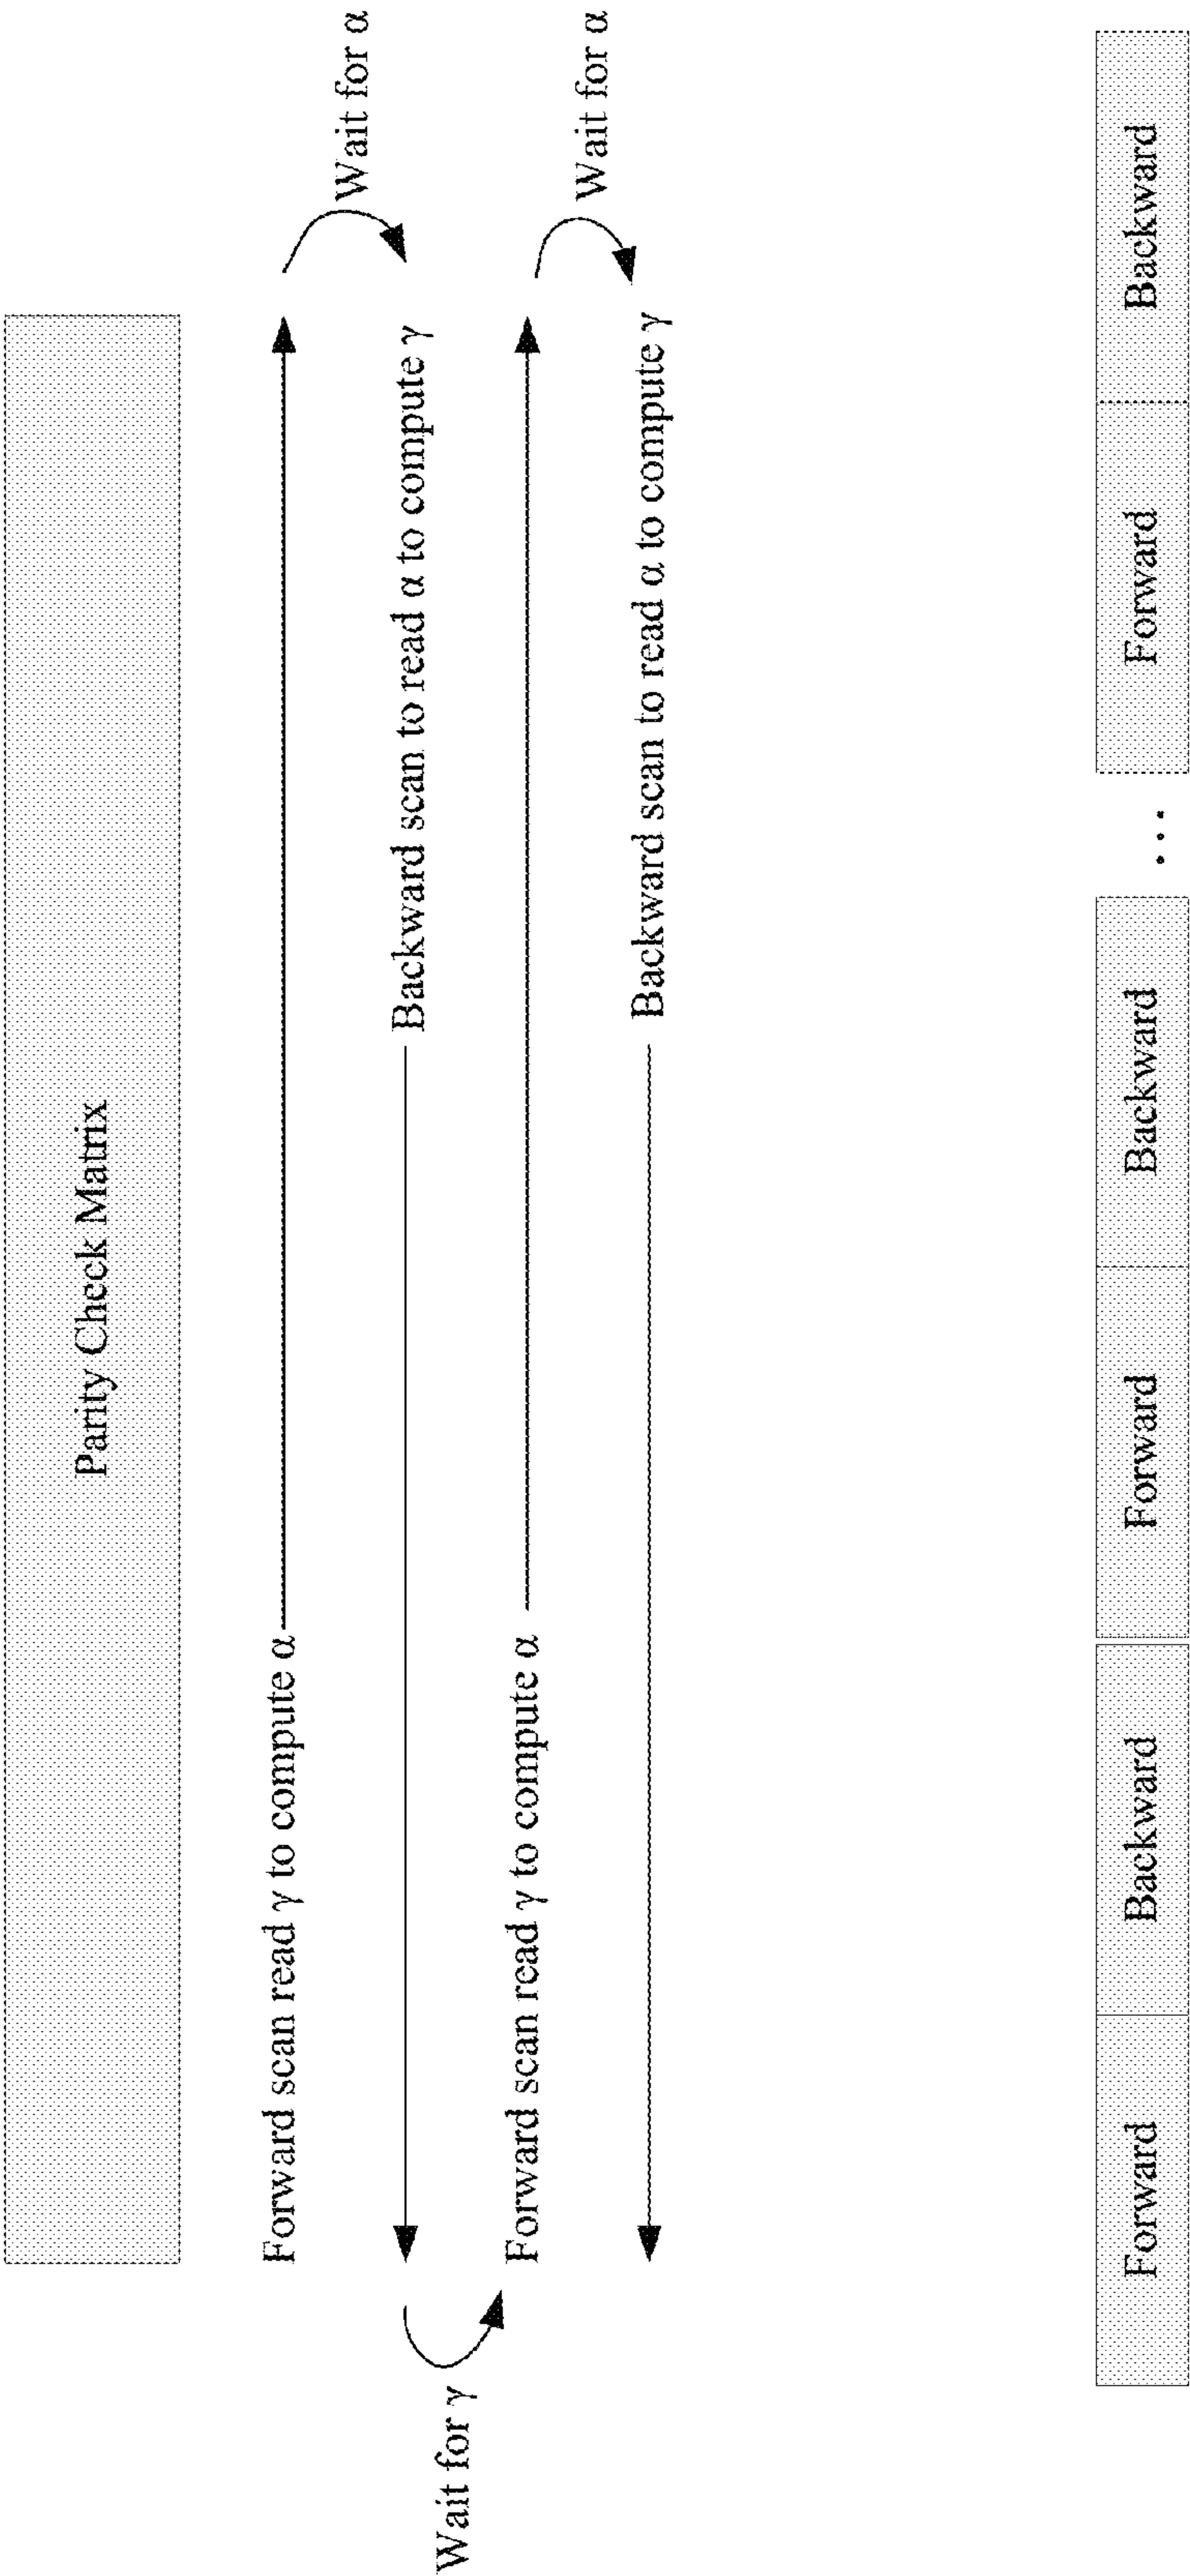 Parity Check Matrix
Forward scan read γ to compute α
Wait for α
Backward scan to read α to compute γ
Wait for γ
Forward scan read γ to compute α
Wait for α
Backward scan to read α to compute γ
Forward Backward Forward Backward ... Forward Backward